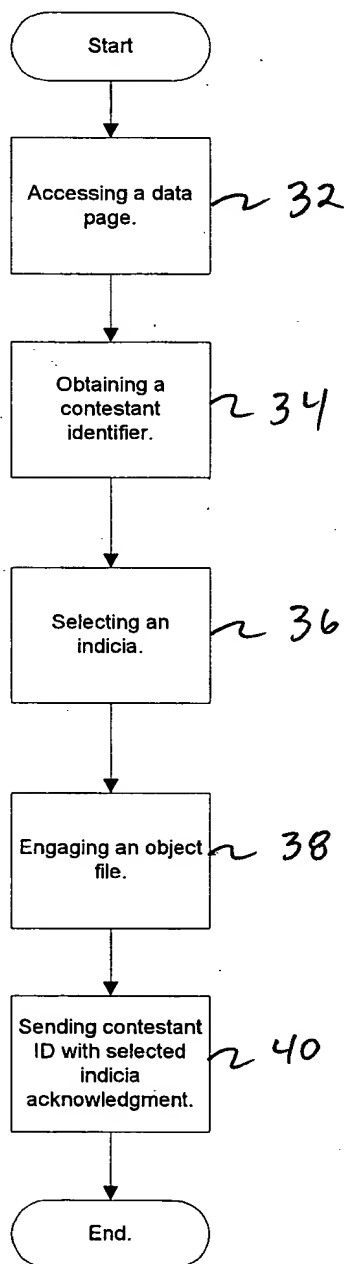 Start
Accessing a data
page.
32
Obtaining a
contestant
identifier.
34
Selecting an
indicia.
36
Engaging an object
file.
38
Sending contestant
ID with selected
indicia
acknowledgment.
40
End.